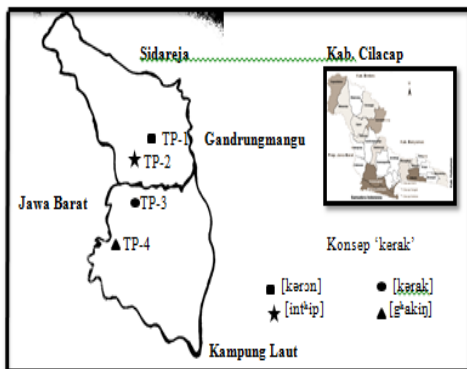 Sidareja Kab. Cilacap
TP-1 Gandrungmangu
TP-2
Jawa Barat TP-3
TP-4
Konsep ‘kerak’
[kərɔn] [kərak]
[intʰip] [gʰakiŋ]
Kampung Laut